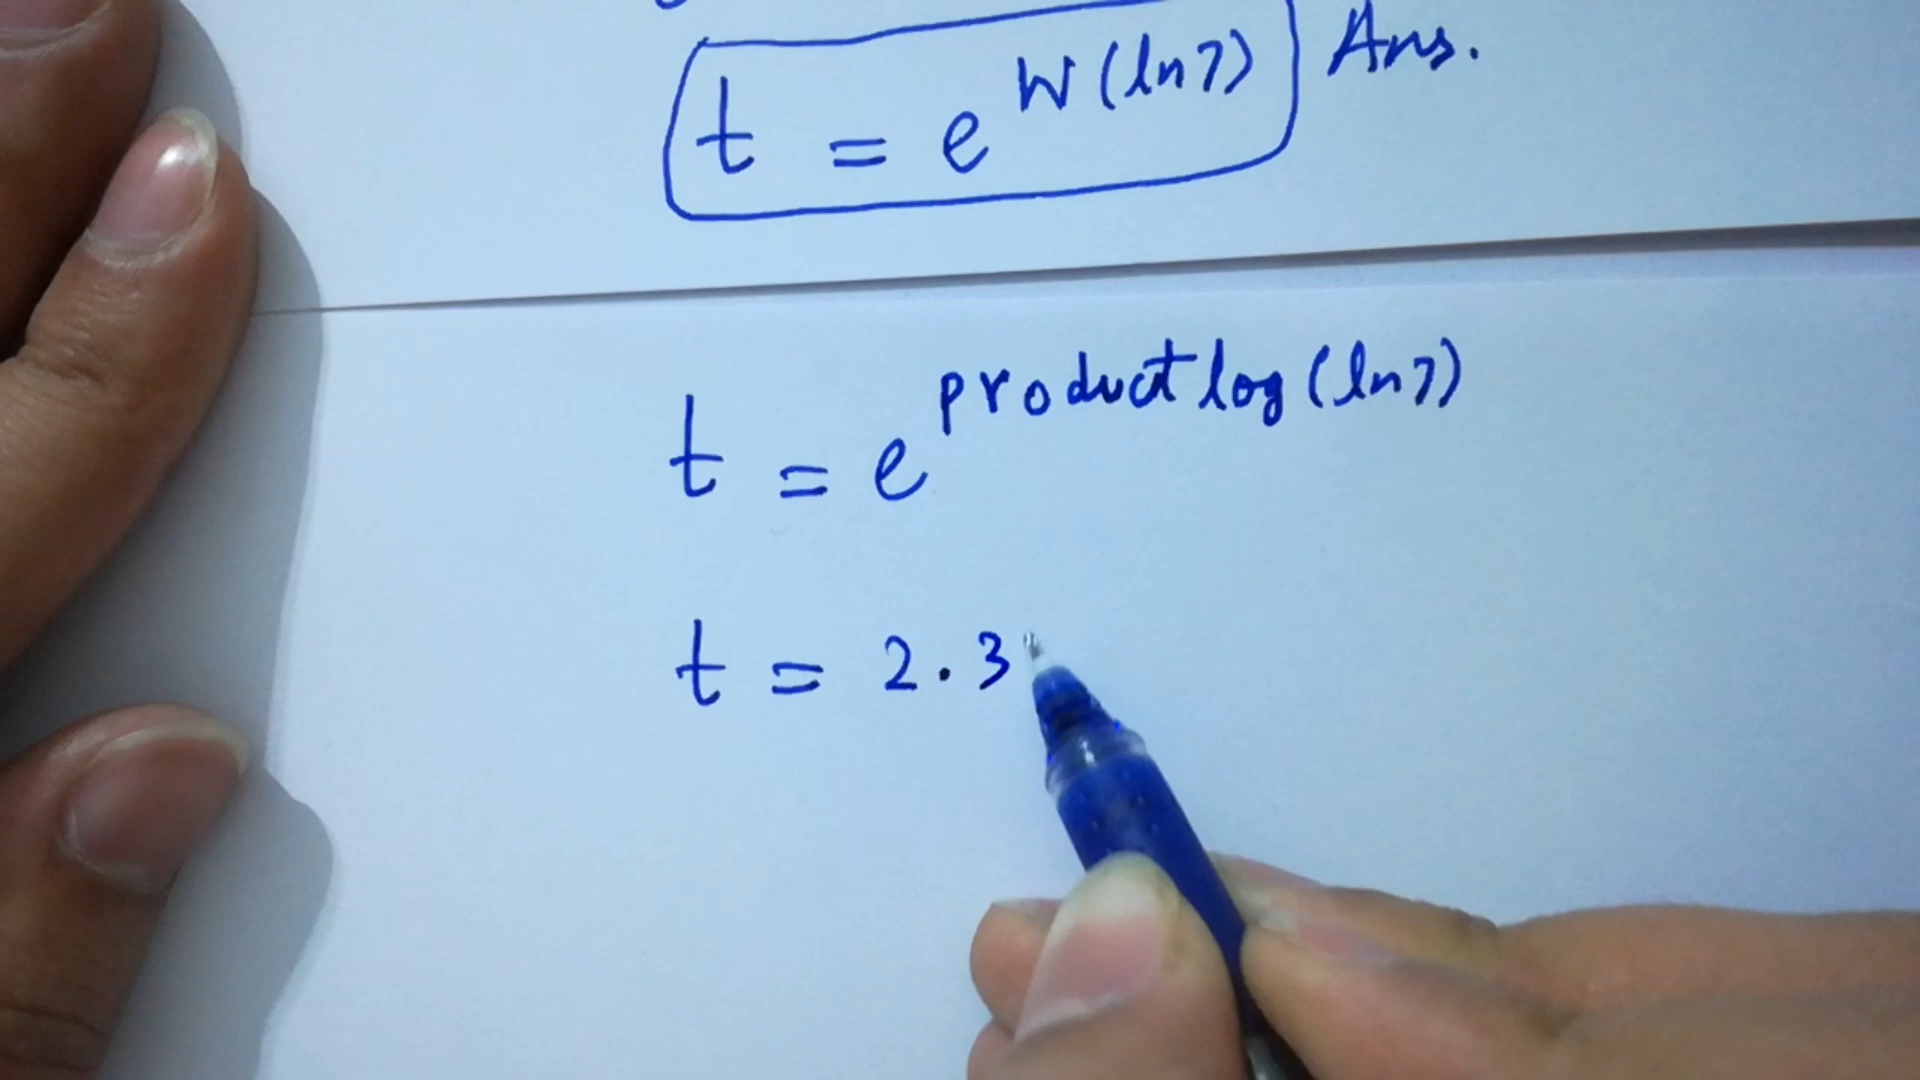 t = e^W(ln7) Ans.
t = e^productlog(ln7)
t = 2.3